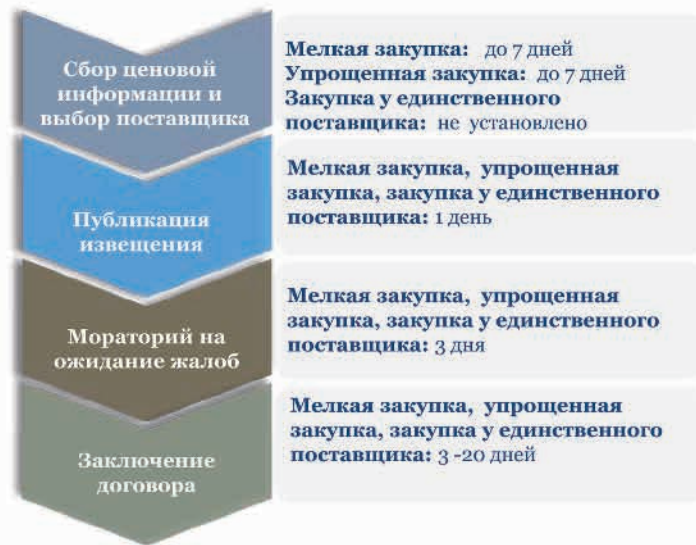 Сбор ценовой
информации и
выбор поставщика
Мелкая закупка: до 7 дней
Упрощенная закупка: до 7 дней
Закупка у единственного
поставщика: не установлено
Публикация
извещения
Мелкая закупка, упрощенная
закупка, закупка у единственного
поставщика: 1 день
Мораторий на
ожидание жалоб
Мелкая закупка, упрощенная
закупка, закупка у единственного
поставщика: 3 дня
Заключение
договора
Мелкая закупка, упрощенная
закупка, закупка у единственного
поставщика: 3 -20 дней